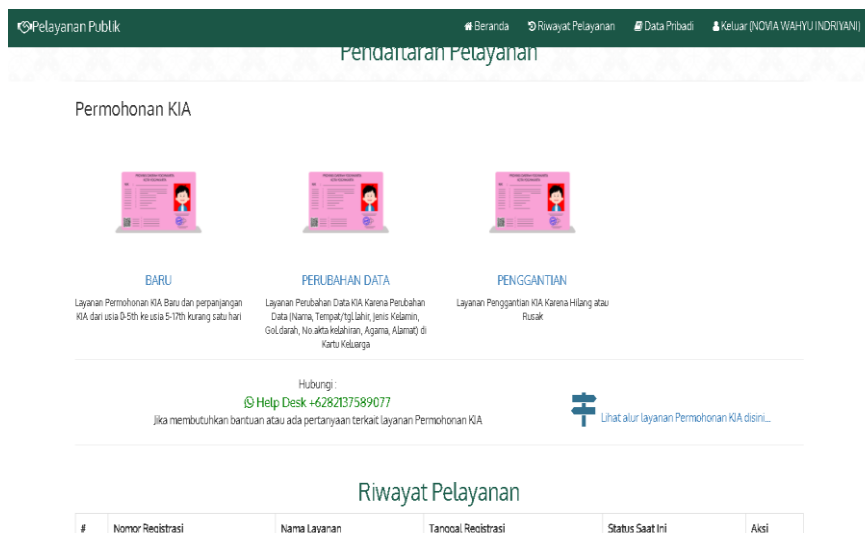 Pelayanan Publik
Beranda
Riwayat Pelayanan
Data Pribadi
Keluar (NOVIA WAHYU INDRIYANI)
Pendaftaran Pelayanan
Permohonan KIA
BARU
Layanan Permohonan KIA Baru dan perpanjangan
KIA dari usia 0-5th ke usia 5-17th kurang satu hari
PERUBAHAN DATA
Layanan Perubahan Data KIA Karena Perubahan
Data (Nama, Tempat/tgl lahir, Jenis Kelamin,
Gol.darah, No.akta kelahiran, Agama, Alamat) di
Kartu Keluarga
PENGGANTIAN
Layanan Penggantian KIA Karena Hilang atau
Rusak
Hubungi :
Help Desk +6282137589077
Jika membutuhkan bantuan atau ada pertanyaan terkait layanan Permohonan KIA
Lihat alur layanan Permohonan KIA disini...
Riwayat Pelayanan
# Nomor Registrasi Nama Layanan Tanggal Registrasi Status Saat Ini Aksi